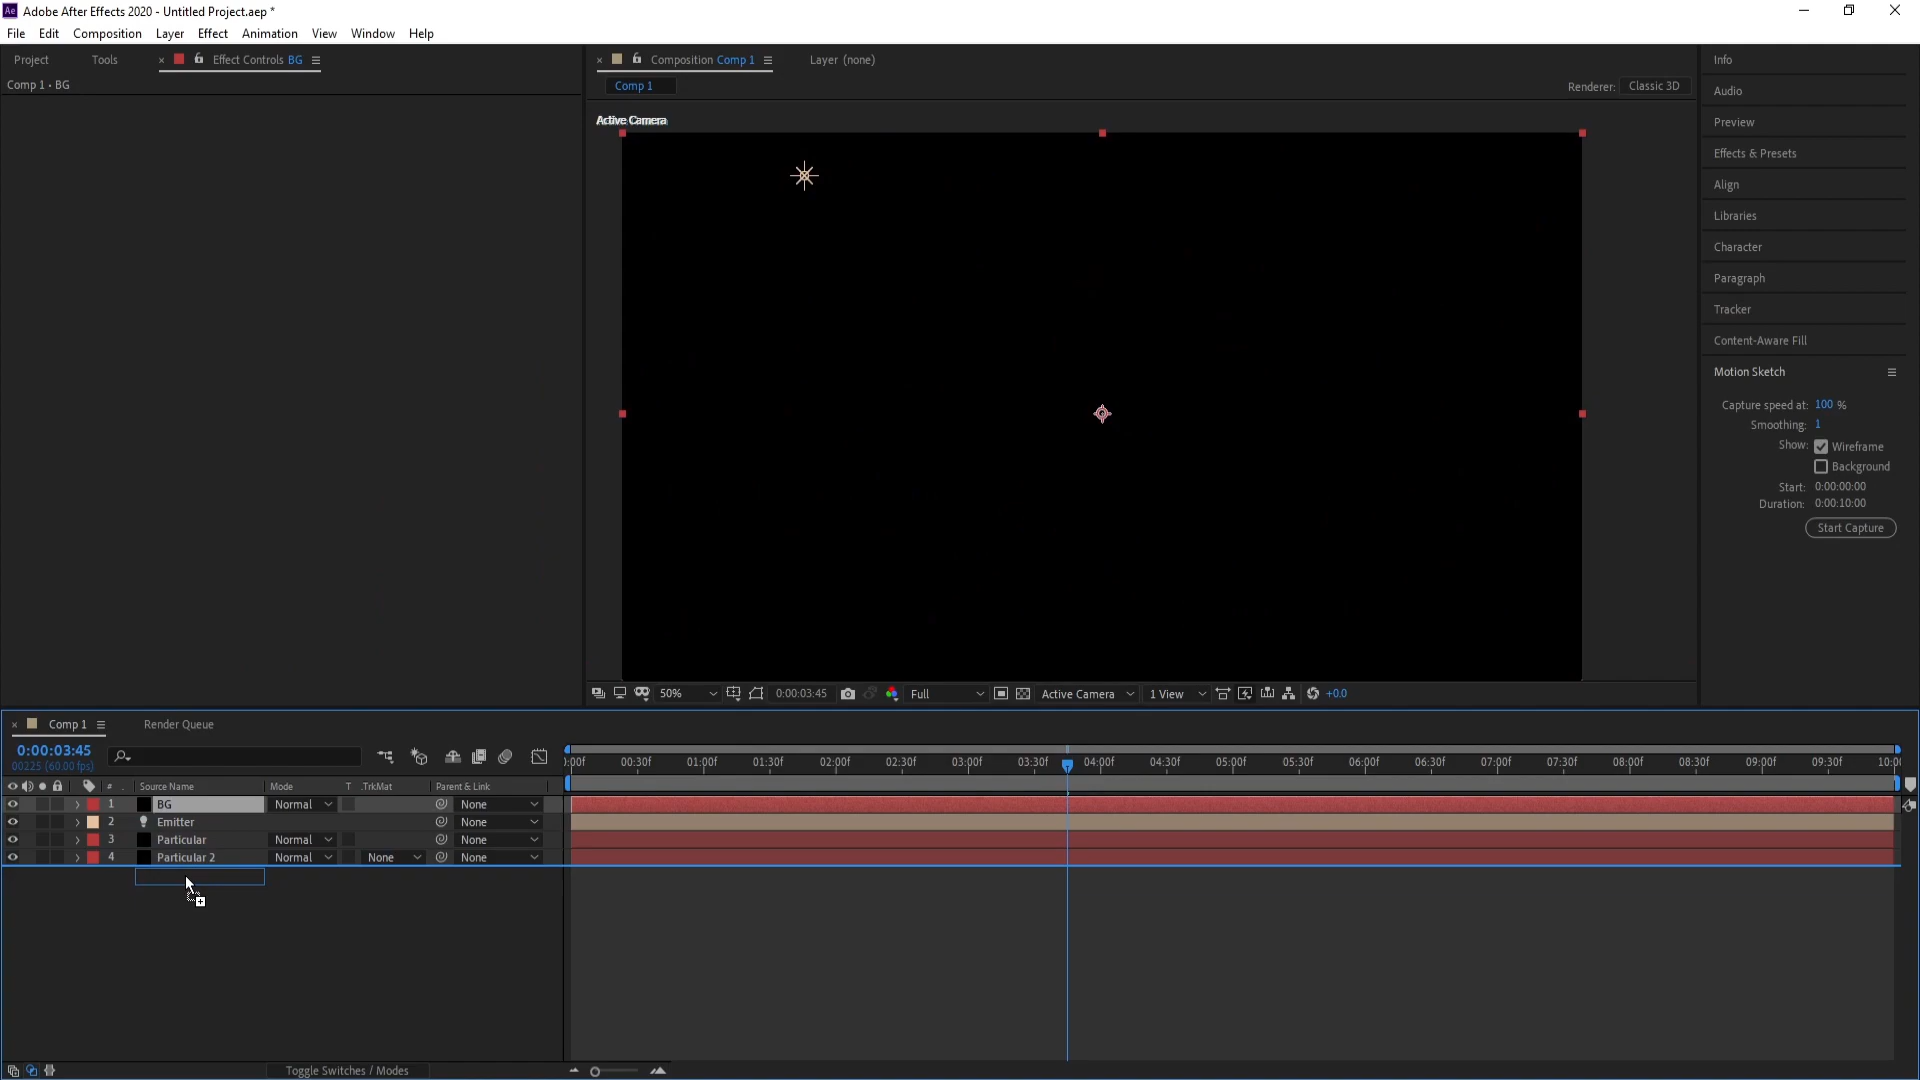 Ae Adobe After Effects 2020 - Untitled Project.aep *
File Edit Composition Layer Effect Animation View Window Help
Project Tools × Effect Controls BG
Comp 1 • BG
× Composition Comp 1 Layer (none)
Comp 1
Renderer: Classic 3D
Active Camera
50% 0:00:03:45 Full Active Camera 1 View +0.0
Info
Audio
Preview
Effects & Presets
Align
Libraries
Character
Paragraph
Tracker
Content-Aware Fill
Motion Sketch
Capture speed at: 100 %
Smoothing: 1
Show: Wireframe
Background
Start: 0:00:00:00
Duration: 0:00:10:00
Start Capture
× Comp 1 Render Queue
0:00:03:45
00225 (60.00 fps)
:00f 00:30f 01:00f 01:30f 02:00f 02:30f 03:00f 03:30f 04:00f 04:30f 05:00f 05:30f 06:00f 06:30f 07:00f 07:30f 08:00f 08:30f 09:00f 09:30f 10:0
# Source Name Mode T .TrkMat Parent & Link
1 BG Normal None
2 Emitter None
3 Particular Normal None
4 Particular 2 Normal None None
Toggle Switches / Modes